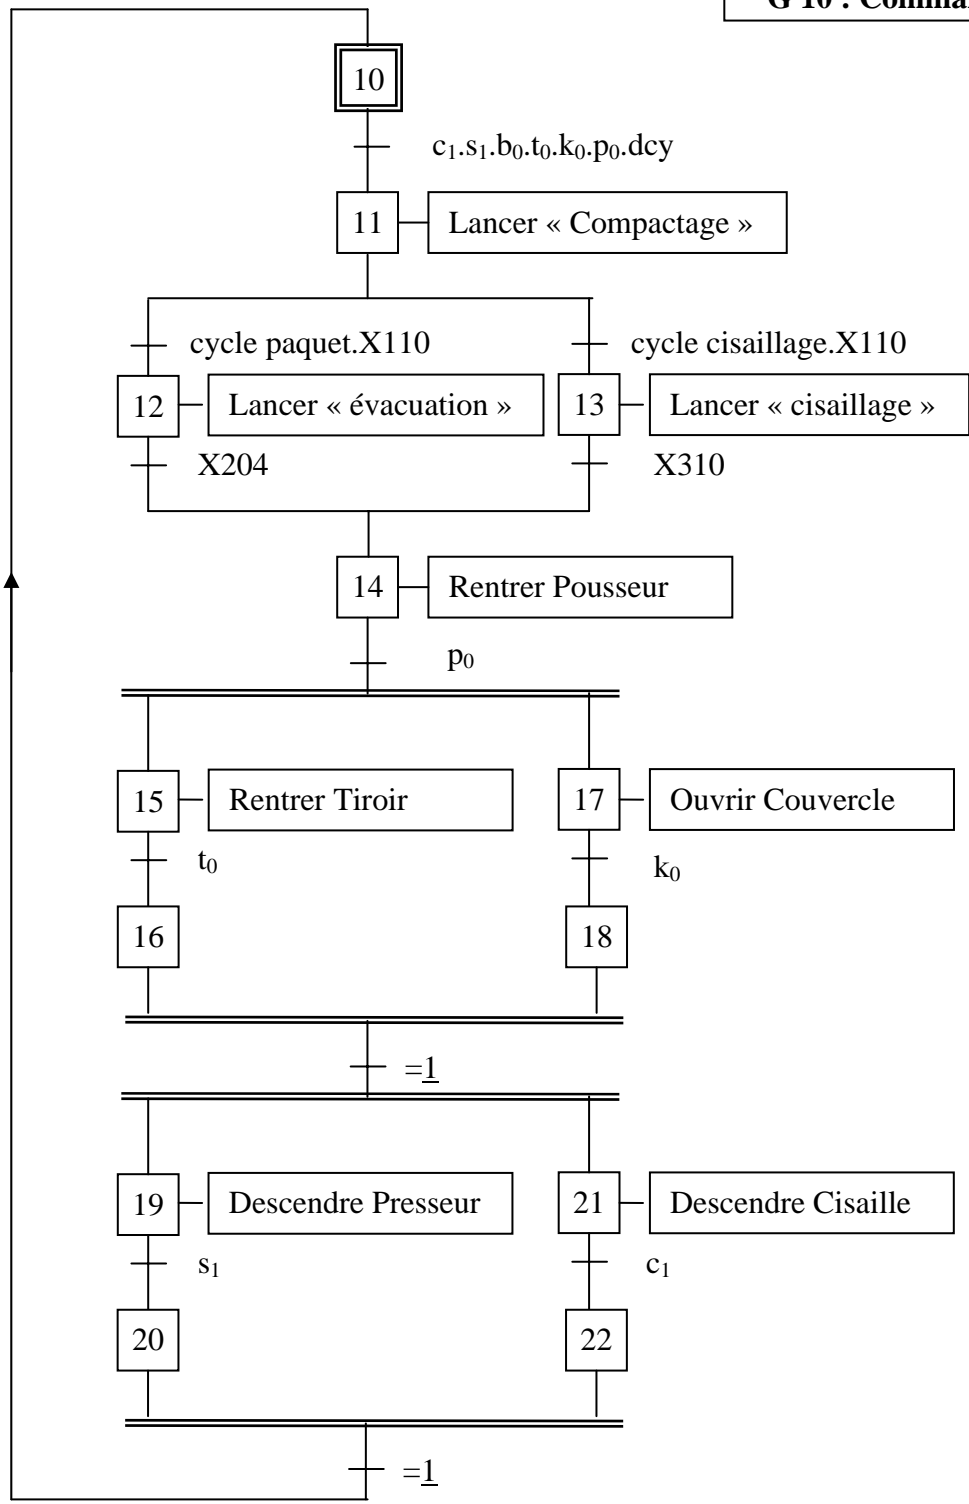 G 10 :
10
c₁.s₁.b₀.t₀.k₀.p₀.dcy
11 Lancer « Compactage »
cycle paquet.X110 cycle cisaillage.X110
12 Lancer « évacuation » 13 Lancer « cisaillage »
X204 X310
14 Rentrer Pousseur
p₀
15 Rentrer Tiroir 17 Ouvrir Couvercle
t₀ k₀
16 18
=1
19 Descendre Presseur 21 Descendre Cisaille
s₁ c₁
20 22
=1